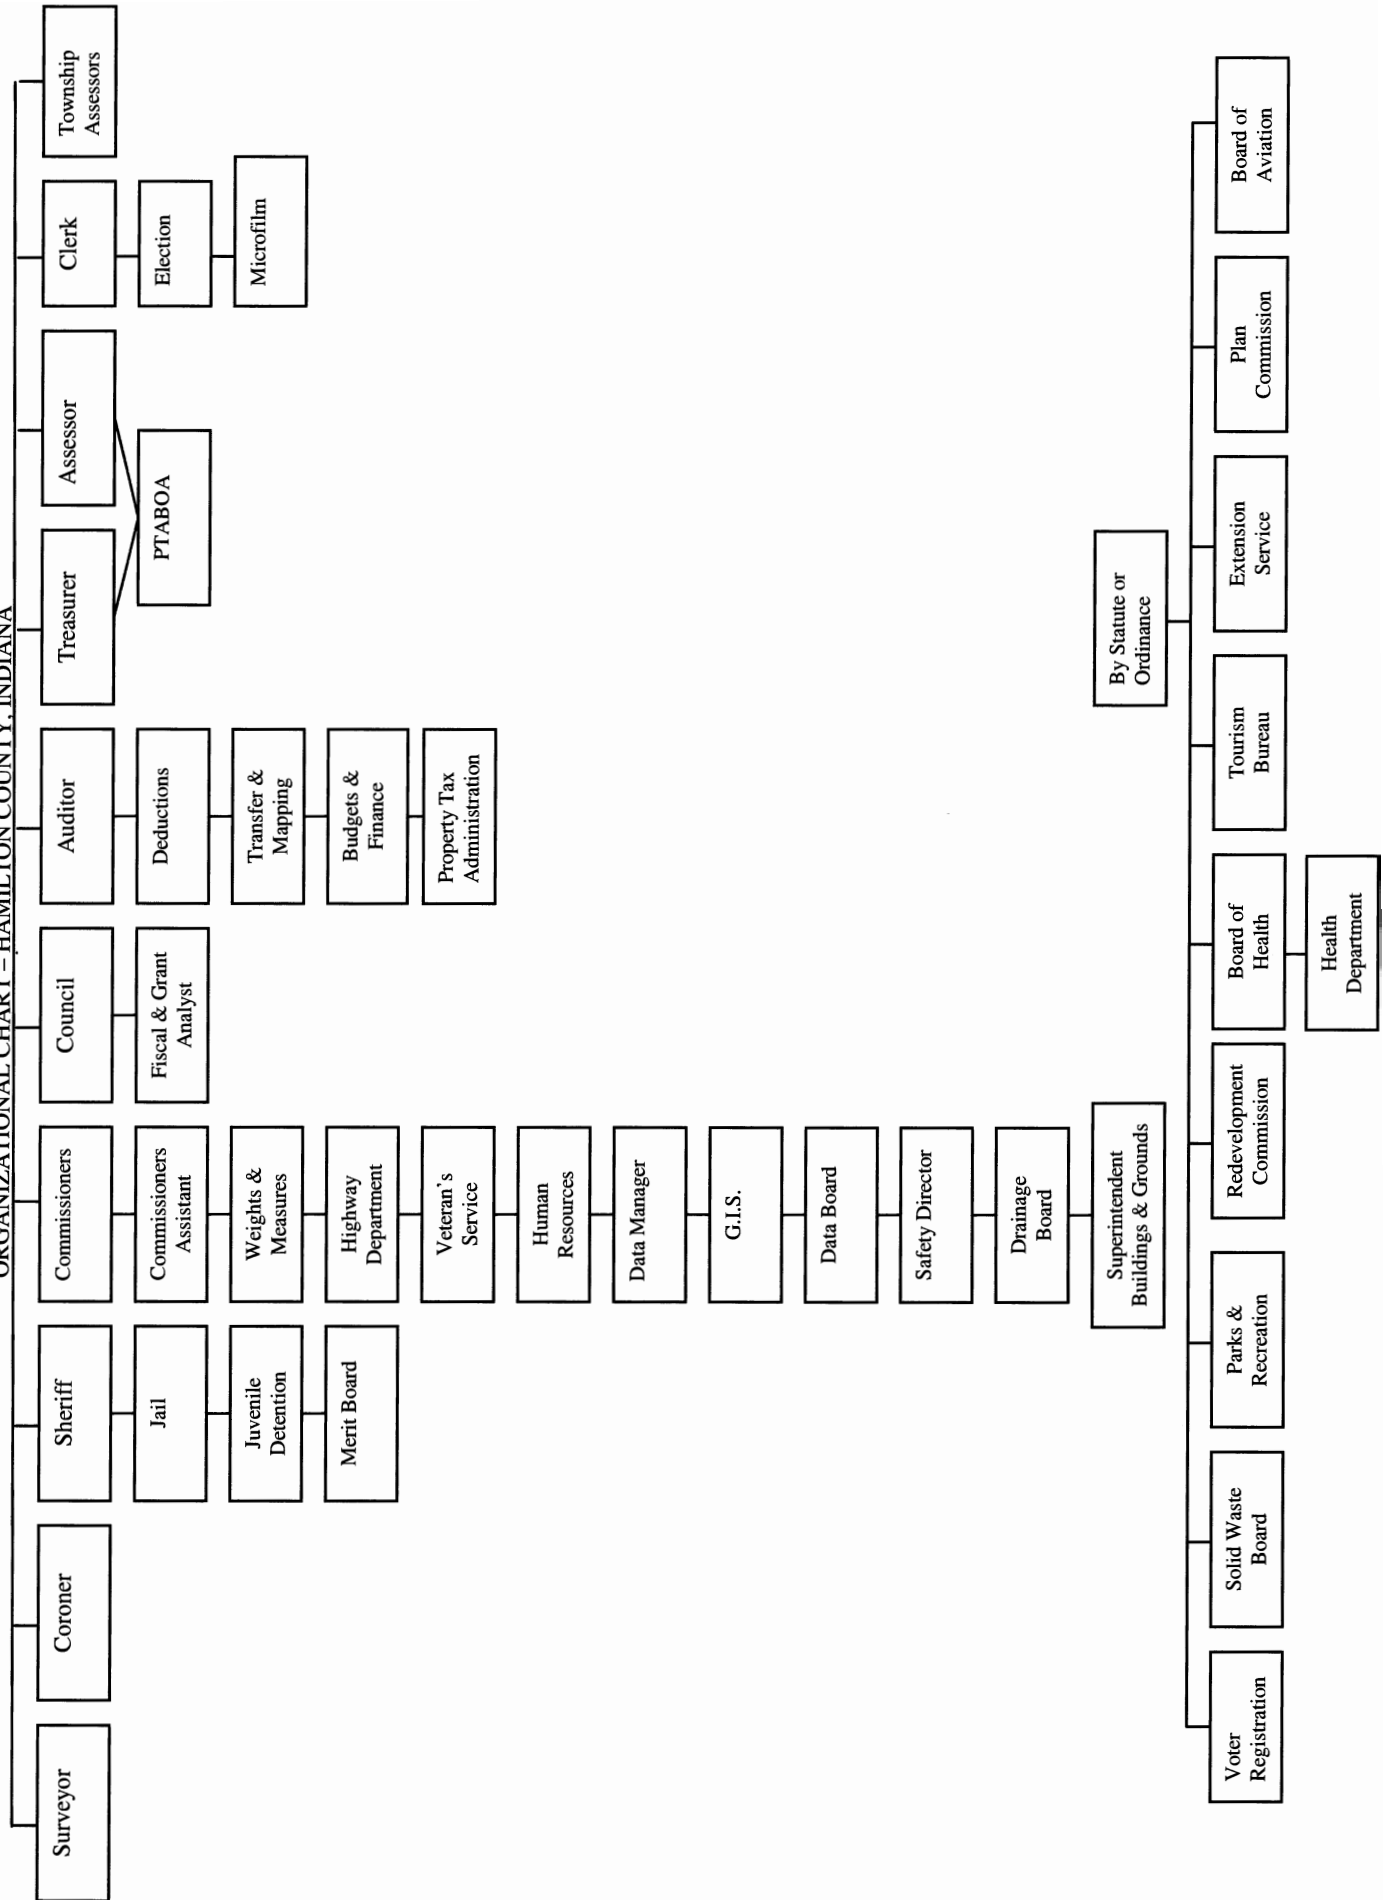 ORGANIZATIONAL CHART – HAMILTON COUNTY, INDIANA
Surveyor
Coroner
Sheriff
Jail
Juvenile
Detention
Merit Board
Commissioners
Commissioners
Assistant
Weights &
Measures
Highway
Department
Veteran's
Service
Human
Resources
Data Manager
G.I.S.
Data Board
Safety Director
Drainage
Board
Superintendent
Buildings & Grounds
Council
Fiscal & Grant
Analyst
Auditor
Deductions
Transfer &
Mapping
Budgets &
Finance
Property Tax
Administration
Treasurer
Assessor
PTABOA
Clerk
Election
Microfilm
Township
Assessors
By Statute or
Ordinance
Voter
Registration
Solid Waste
Board
Parks &
Recreation
Redevelopment
Commission
Board of
Health
Health
Department
Tourism
Bureau
Extension
Service
Plan
Commission
Board of
Aviation